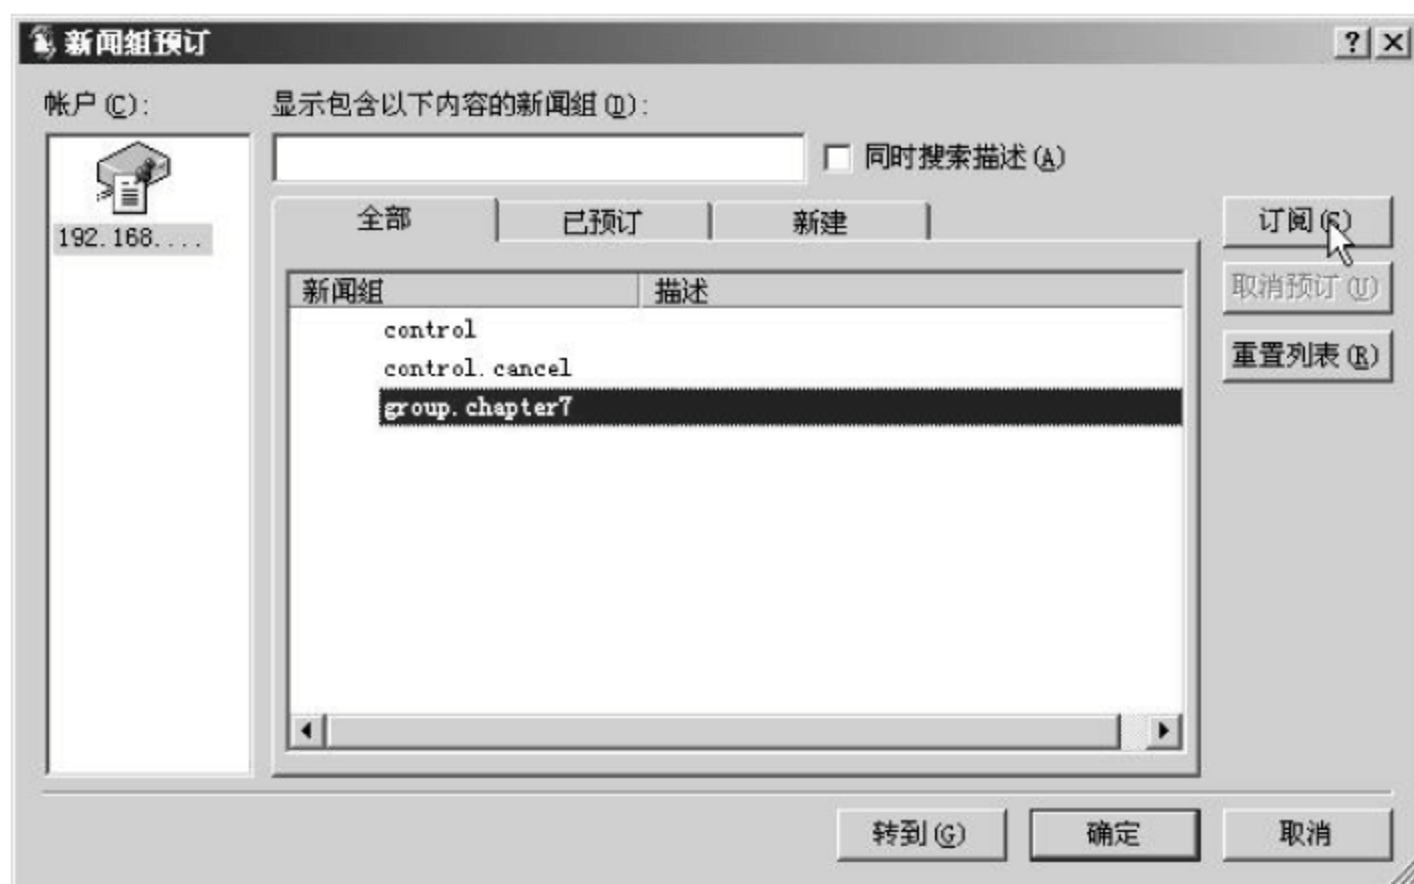 新闻组预订
帐户(C):
显示包含以下内容的新闻组(D):
同时搜索描述(A)
192.168....
全部 已预订 新建
订阅(S)
新闻组 描述
取消预订(U)
control
重置列表(R)
control.cancel
group.chapter7
转到(G) 确定 取消